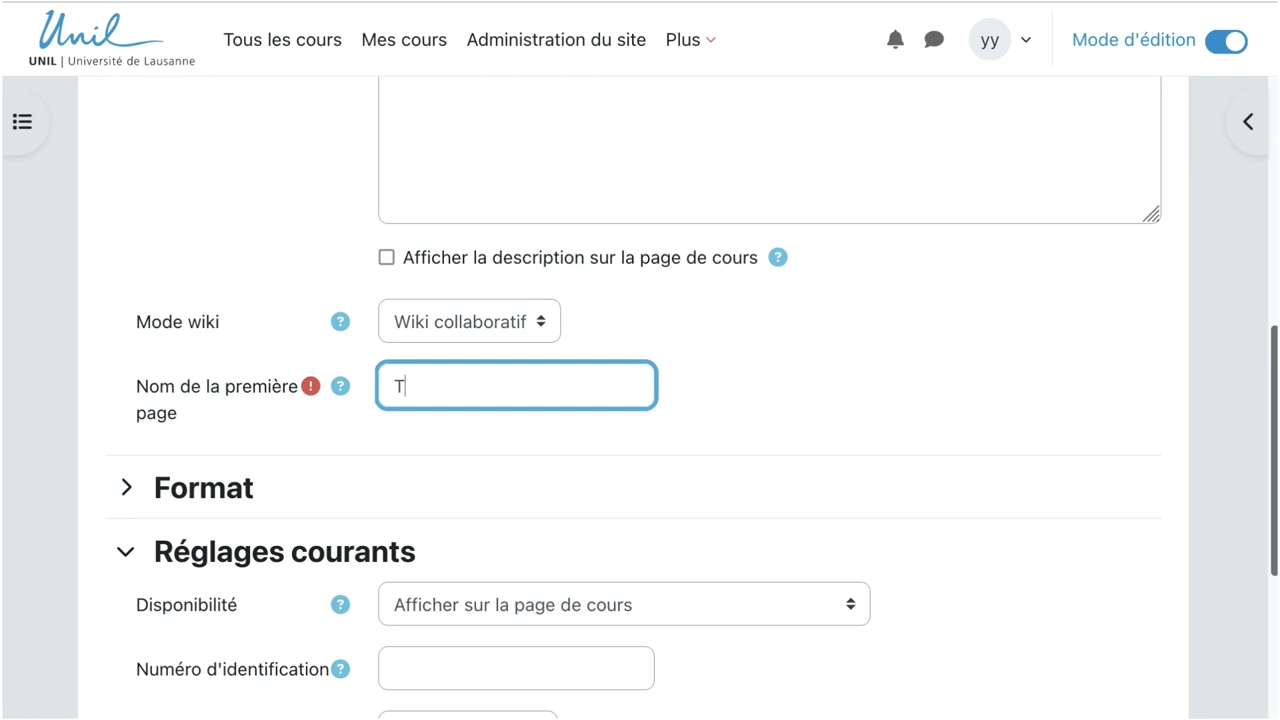 Unil
UNIL | Université de Lausanne
Tous les cours Mes cours Administration du site Plus
yy
Mode d'édition
Afficher la description sur la page de cours ?
Mode wiki ? Wiki collaboratif
Nom de la première page ! ? T
Format
Réglages courants
Disponibilité ? Afficher sur la page de cours
Numéro d'identification ?